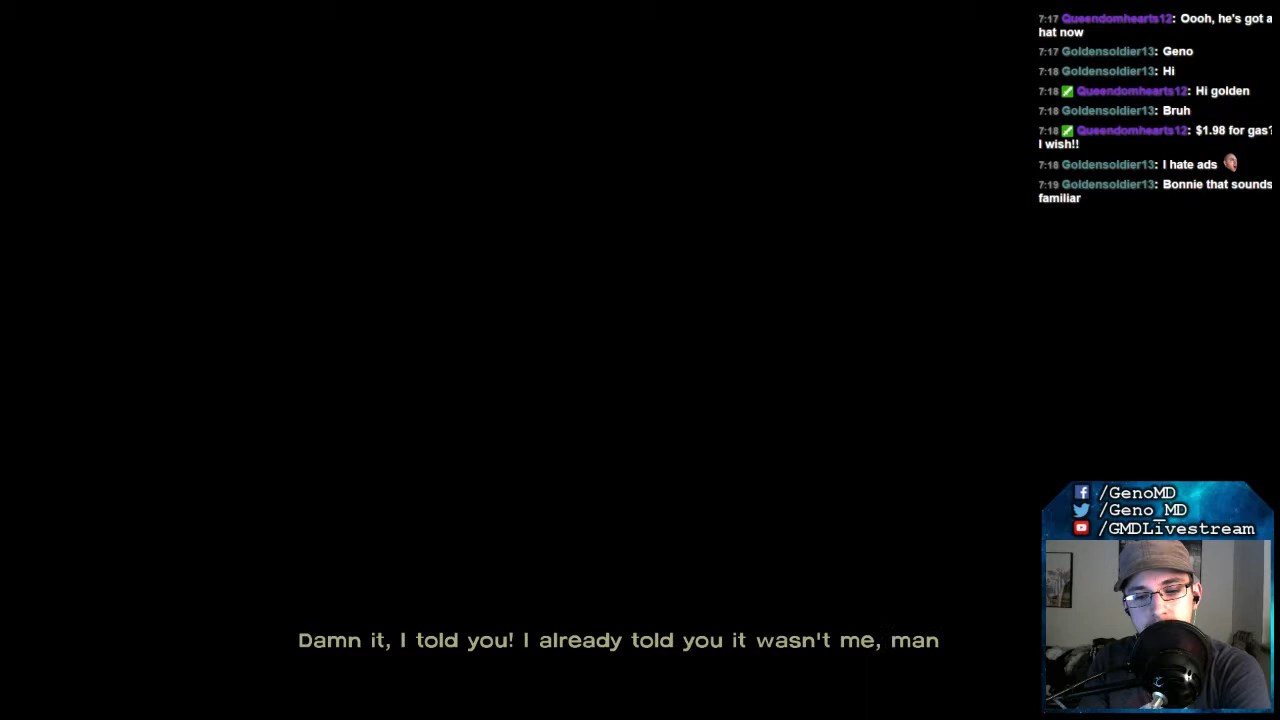 7:17 Queendomhearts12: Oooh, he's got a
hat now
7:17 Goldensoldier13: Geno
7:18 Goldensoldier13: Hi
7:18 Queendomhearts12: Hi golden
7:18 Goldensoldier13: Bruh
7:18 Queendomhearts12: $1.98 for gas?
I wish!!
7:18 Goldensoldier13: I hate ads
7:19 Goldensoldier13: Bonnie that sounds
familiar
/GenoMD
/Geno_MD
/GMDLivestream
Damn it, I told you! I already told you it wasn't me, man